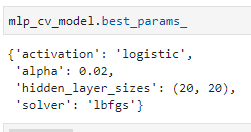 mlp_cv_model.best_params_
{'activation': 'logistic',
 'alpha': 0.02,
 'hidden_layer_sizes': (20, 20),
 'solver': 'lbfgs'}